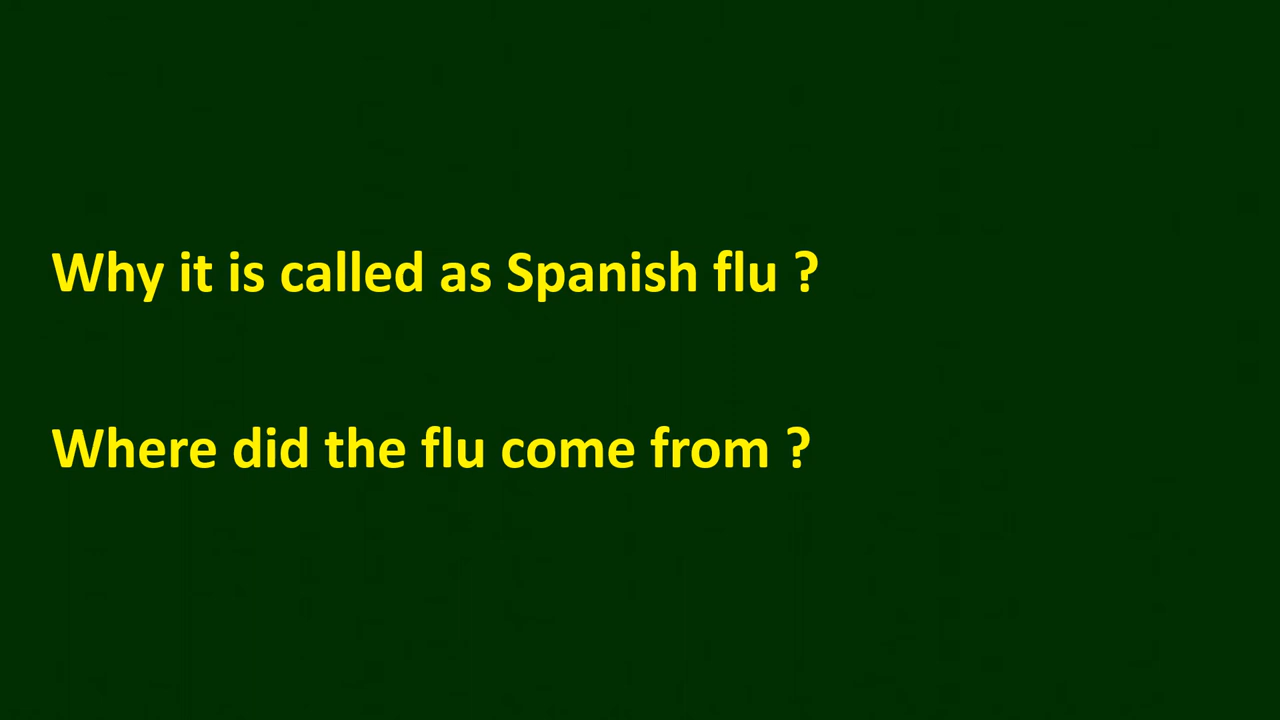 Why it is called as Spanish flu ?
Where did the flu come from ?